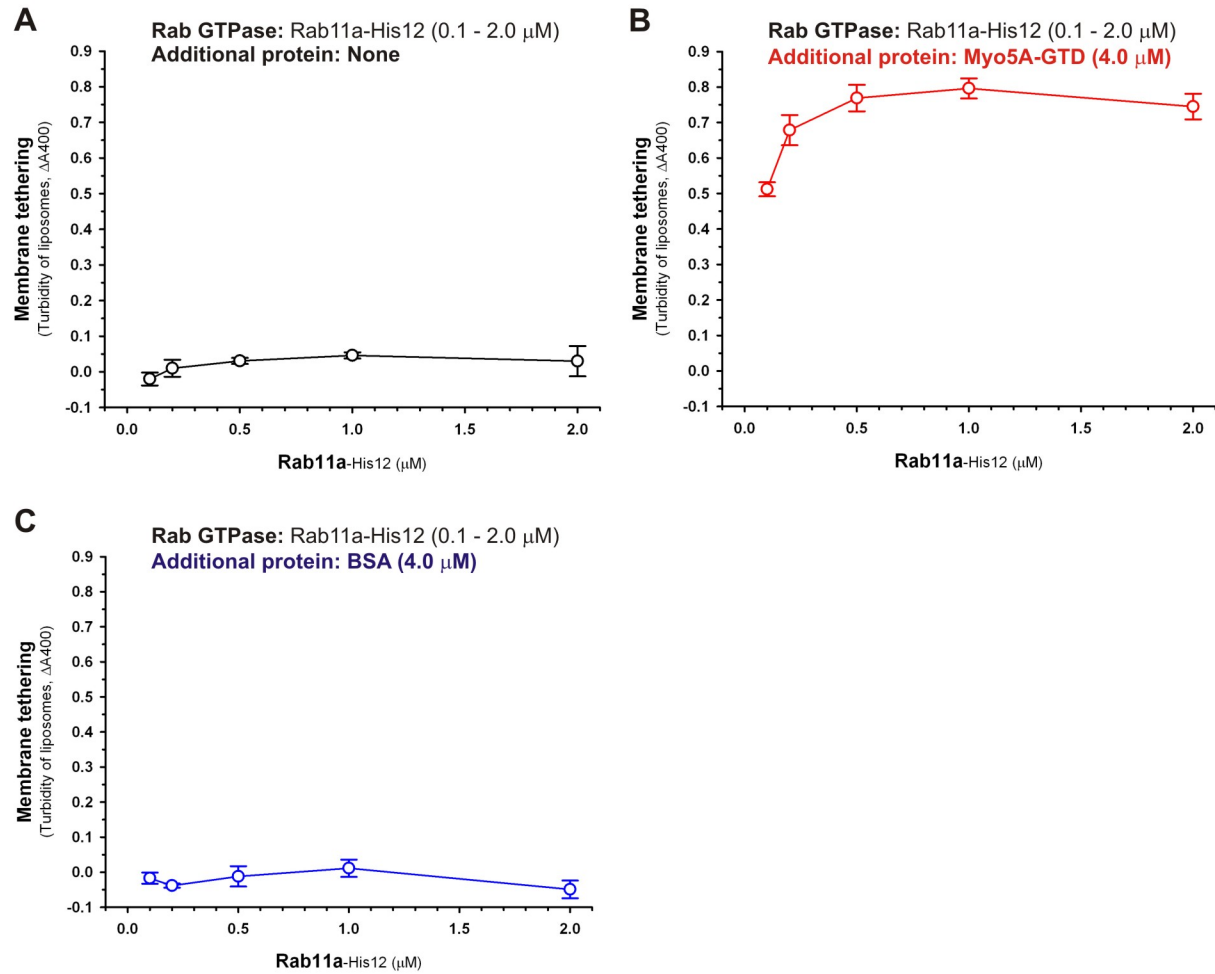 A
Rab GTPase: Rab11a-His12 (0.1 - 2.0 μM)
Additional protein: None
Membrane tethering
(Turbidity of liposomes, ΔA400)
0.9
0.8
0.7
0.6
0.5
0.4
0.3
0.2
0.1
0.0
-0.1
0.0 0.5 1.0 1.5 2.0
Rab11a-His12 (μM)
B
Rab GTPase: Rab11a-His12 (0.1 - 2.0 μM)
Additional protein: Myo5A-GTD (4.0 μM)
Membrane tethering
(Turbidity of liposomes, ΔA400)
0.9
0.8
0.7
0.6
0.5
0.4
0.3
0.2
0.1
0.0
-0.1
0.0 0.5 1.0 1.5 2.0
Rab11a-His12 (μM)
C
Rab GTPase: Rab11a-His12 (0.1 - 2.0 μM)
Additional protein: BSA (4.0 μM)
Membrane tethering
(Turbidity of liposomes, ΔA400)
0.9
0.8
0.7
0.6
0.5
0.4
0.3
0.2
0.1
0.0
-0.1
0.0 0.5 1.0 1.5 2.0
Rab11a-His12 (μM)